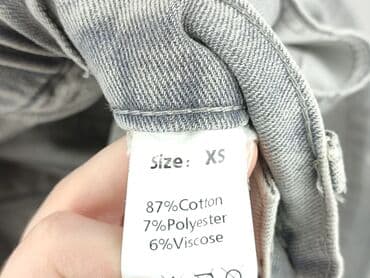 Size: XS
87%Cotton
7%Polyester
6%Viscose